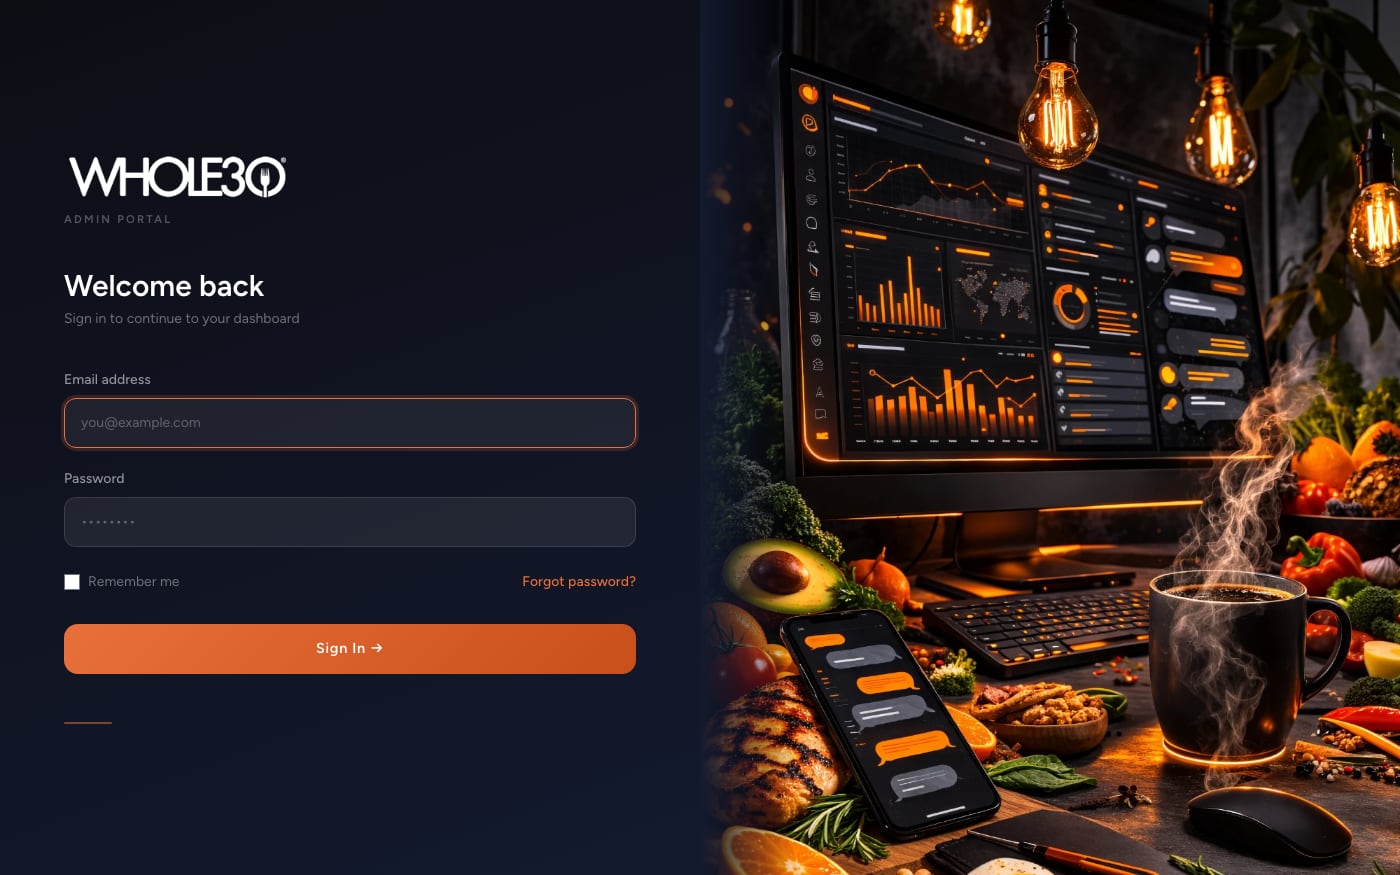 WHOLE30®
ADMIN PORTAL
Welcome back
Sign in to continue to your dashboard
Email address
you@example.com
Password
Remember me
Forgot password?
Sign In →